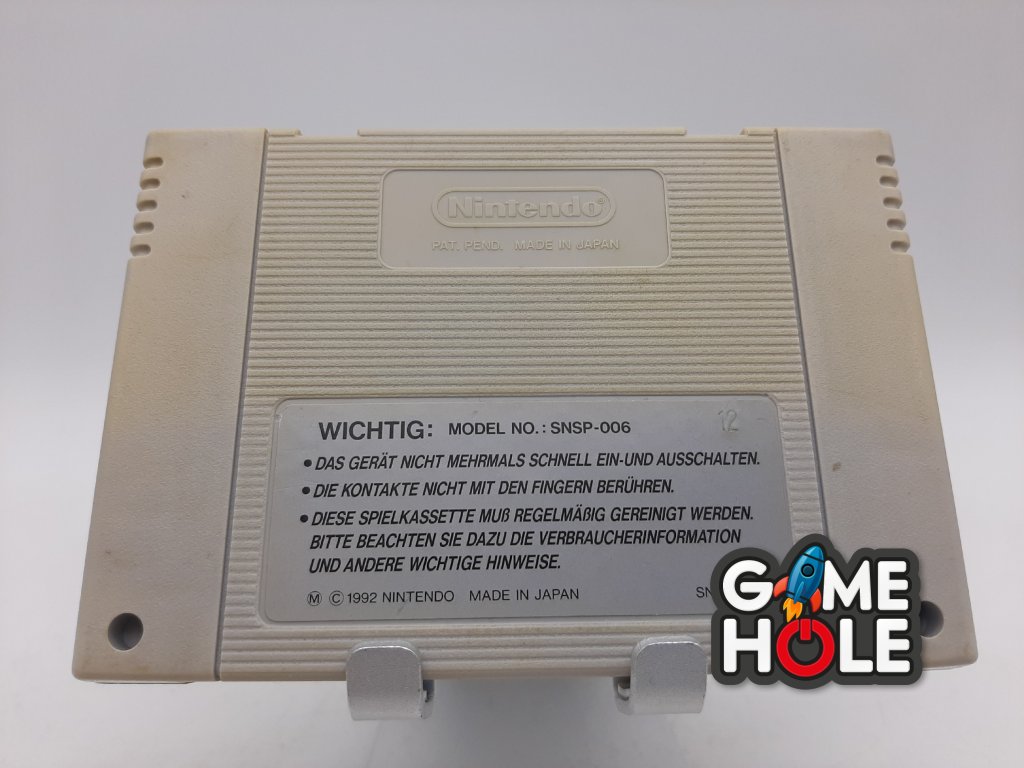 Nintendo®
PAT. PEND. MADE IN JAPAN
12
WICHTIG: MODEL NO.: SNSP-006
• DAS GERÄT NICHT MEHRMALS SCHNELL EIN-UND AUSSCHALTEN.
• DIE KONTAKTE NICHT MIT DEN FINGERN BERÜHREN.
• DIESE SPIELKASSETTE MUß REGELMÄßIG GEREINIGT WERDEN.
BITTE BEACHTEN SIE DAZU DIE VERBRAUCHERINFORMATION
UND ANDERE WICHTIGE HINWEISE.
Ⓜ © 1992 NINTENDO MADE IN JAPAN
GAME
HOLE